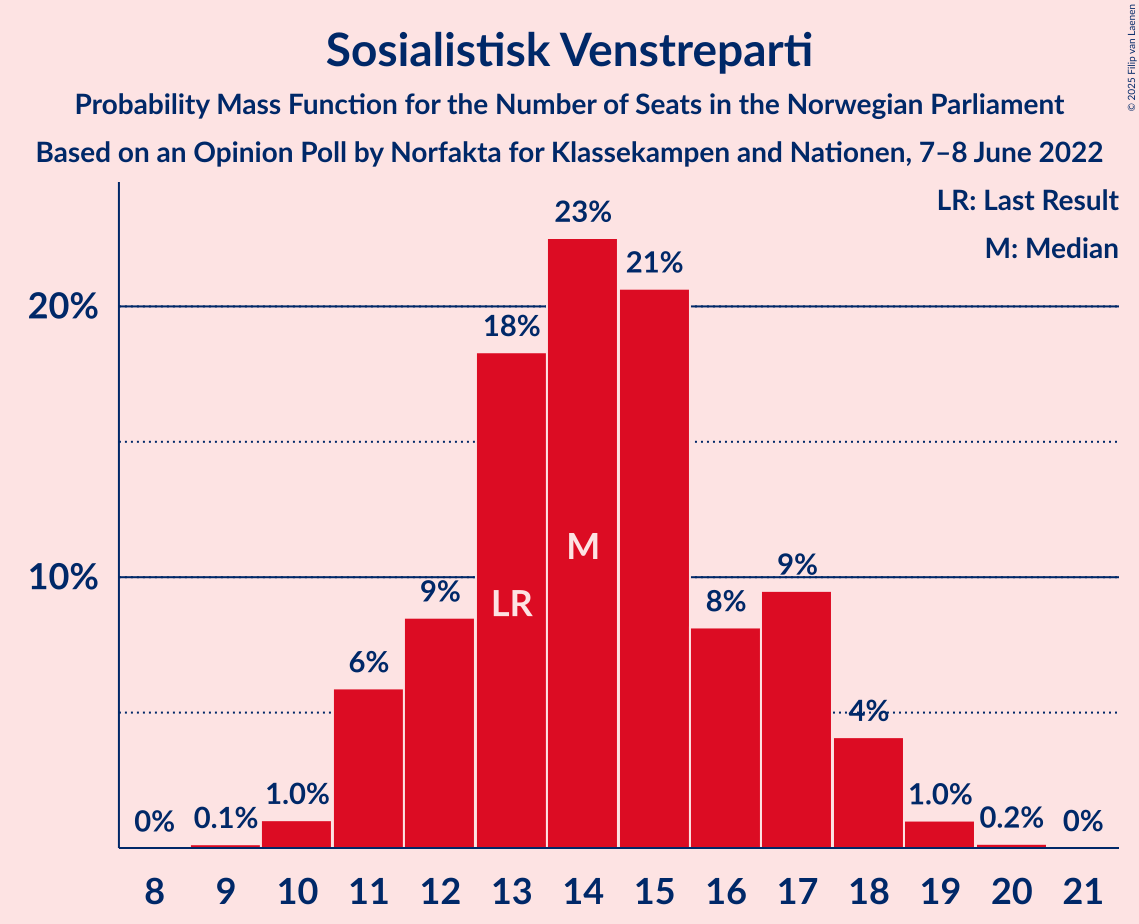 Sosialistisk Venstreparti
Probability Mass Function for the Number of Seats in the Norwegian Parliament
Based on an Opinion Poll by Norfakta for Klassekampen and Nationen, 7–8 June 2022
© 2025 Filip van Laenen
LR: Last Result
M: Median
20%
10%
0%
0.1%
1.0%
6%
9%
18%
23%
21%
8%
9%
4%
1.0%
0.2%
0%
LR
M
8 9 10 11 12 13 14 15 16 17 18 19 20 21